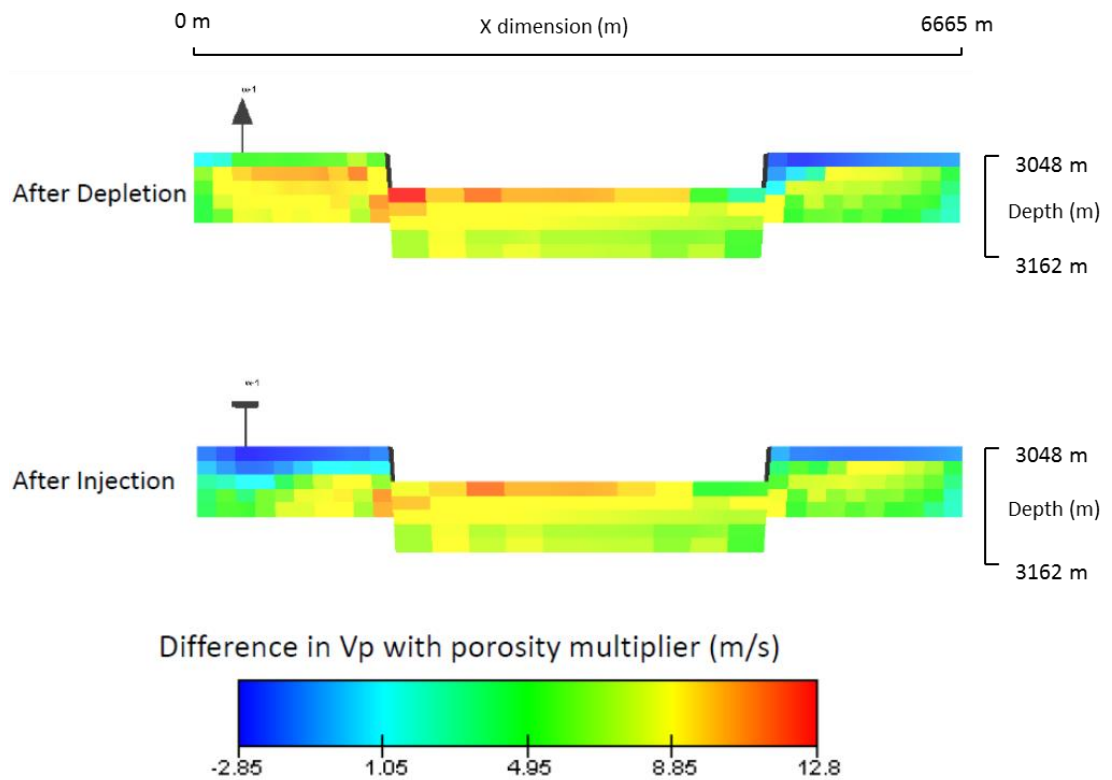 0 m X dimension (m) 6665 m
After Depletion
3048 m
Depth (m)
3162 m
After Injection
3048 m
Depth (m)
3162 m
Difference in Vp with porosity multiplier (m/s)
-2.85 1.05 4.95 8.85 12.8